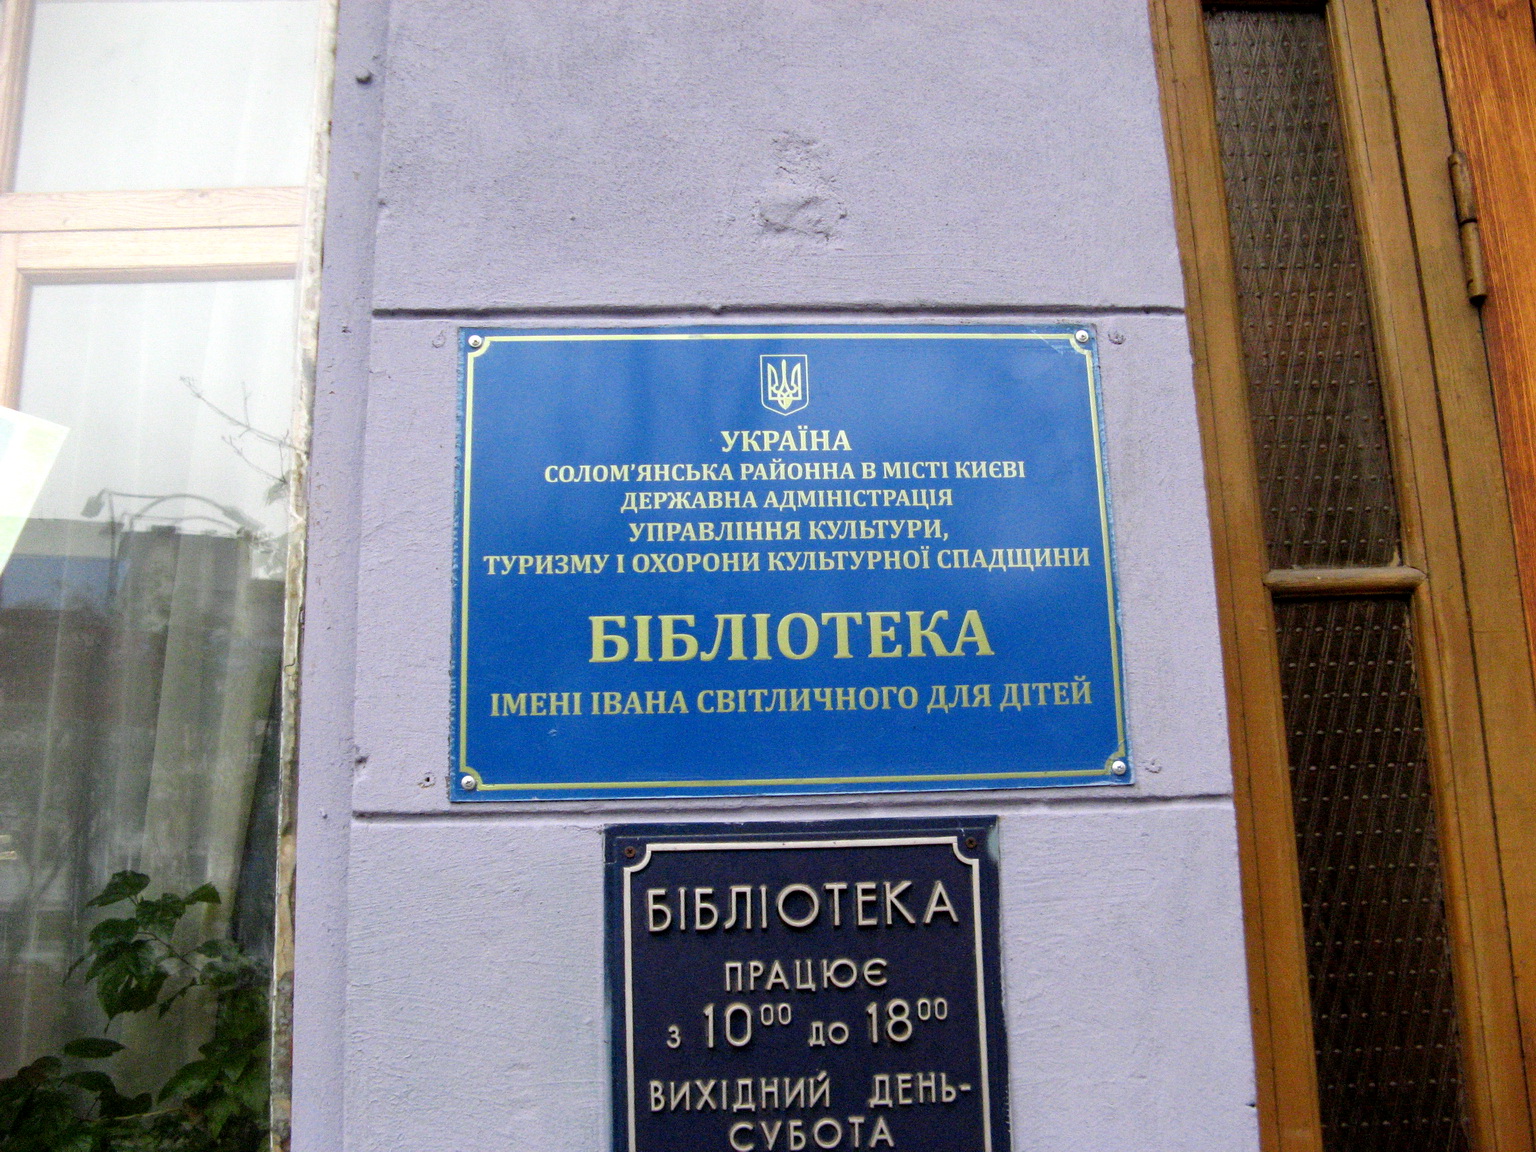 УКРАЇНА
СОЛОМ'ЯНСЬКА РАЙОННА В МІСТІ КИЄВІ
ДЕРЖАВНА АДМІНІСТРАЦІЯ
УПРАВЛІННЯ КУЛЬТУРИ,
ТУРИЗМУ І ОХОРОНИ КУЛЬТУРНОЇ СПАДЩИНИ
БІБЛІОТЕКА
ІМЕНІ ІВАНА СВІТЛИЧНОГО ДЛЯ ДІТЕЙ
БІБЛІОТЕКА
ПРАЦЮЄ
з 10⁰⁰ до 18⁰⁰
ВИХІДНИЙ ДЕНЬ-
СУБОТА